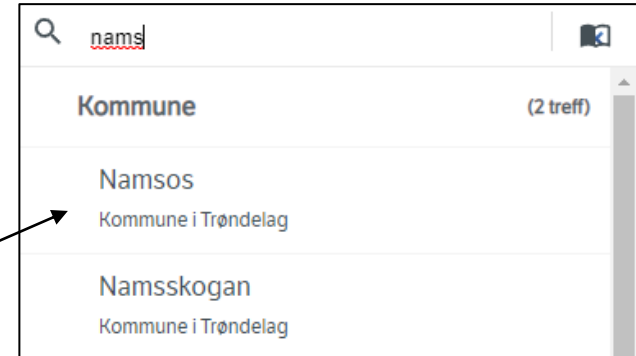 nams
Kommune (2 treff)
Namsos
Kommune i Trøndelag
Namsskogan
Kommune i Trøndelag